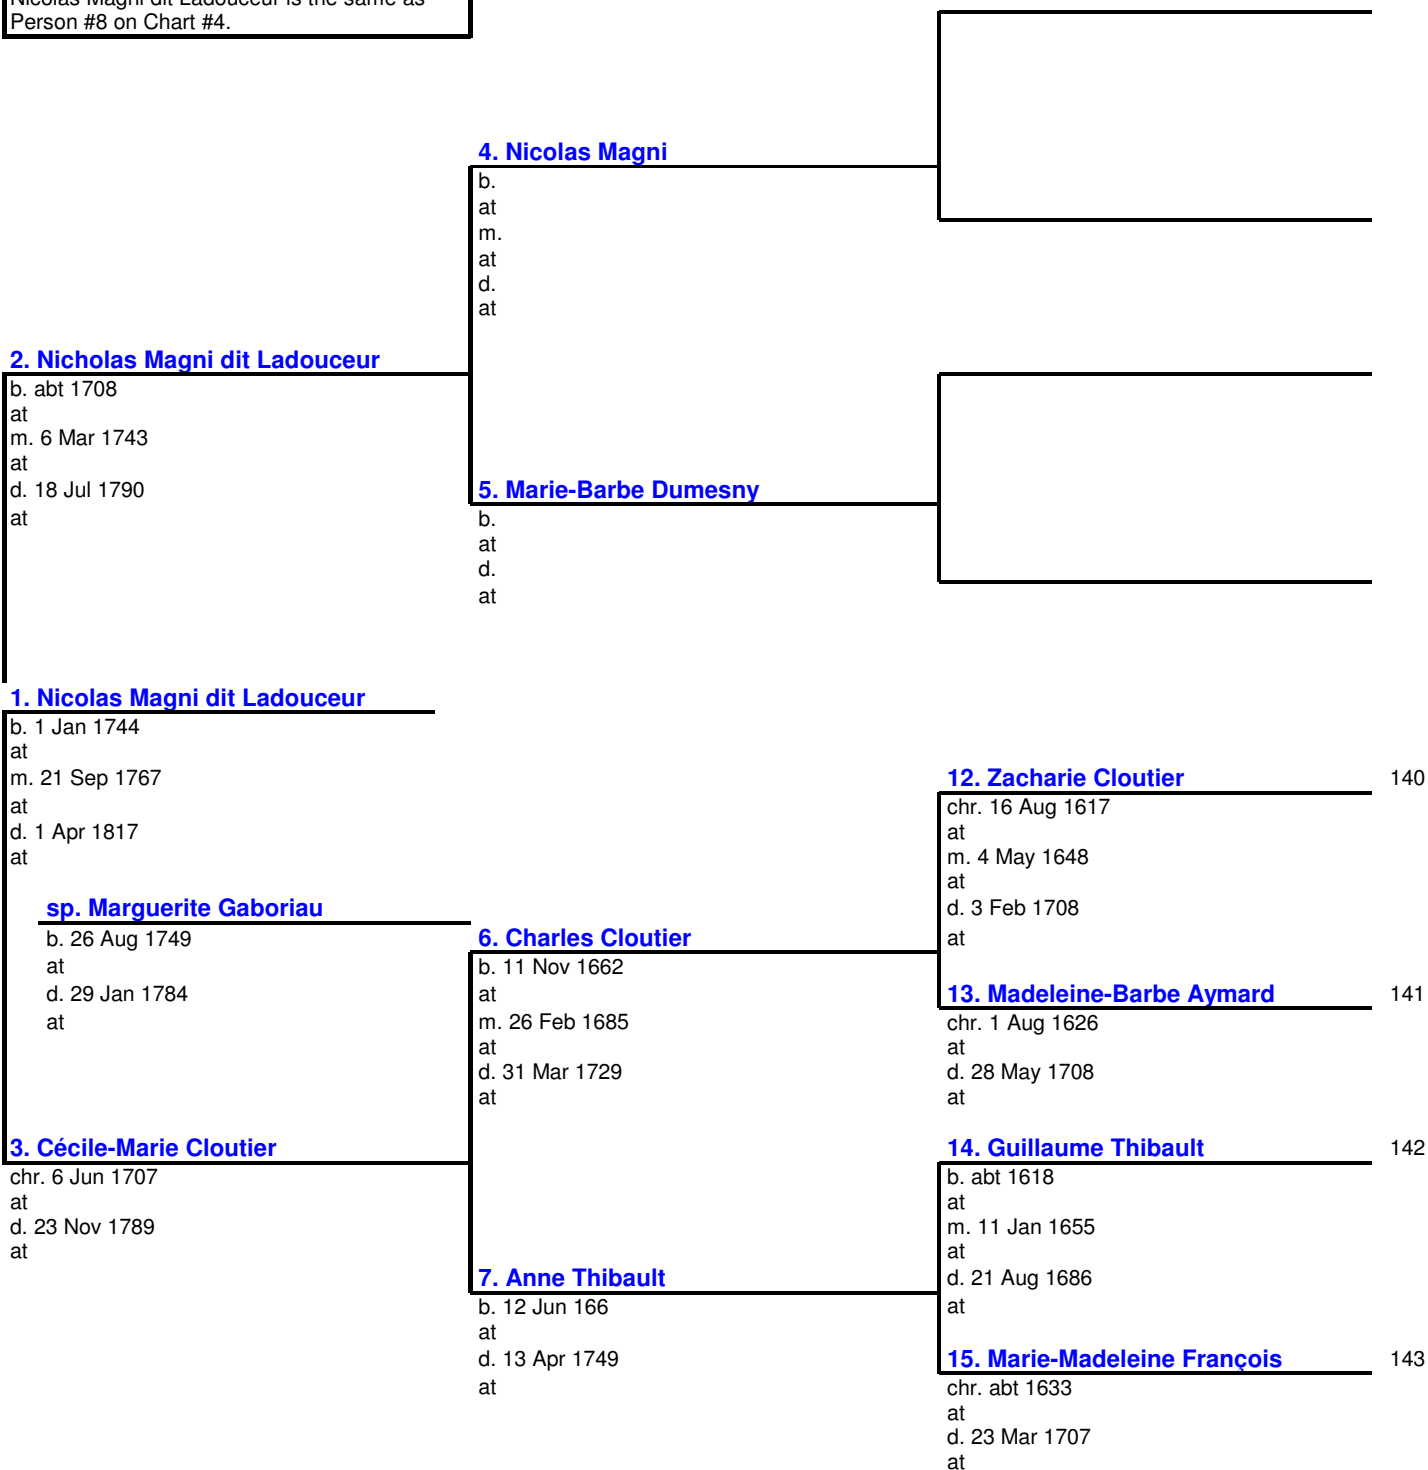 Nicolas Magni dit Ladouceur is the same as
Person #8 on Chart #4.
4. Nicolas Magni
b.
at
m.
at
d.
at
2. Nicholas Magni dit Ladouceur
b. abt 1708
at
m. 6 Mar 1743
at
d. 18 Jul 1790
at
5. Marie-Barbe Dumesny
b.
at
d.
at
1. Nicolas Magni dit Ladouceur
b. 1 Jan 1744
at
m. 21 Sep 1767
at
d. 1 Apr 1817
at
sp. Marguerite Gaboriau
b. 26 Aug 1749
at
d. 29 Jan 1784
at
12. Zacharie Cloutier 140
chr. 16 Aug 1617
at
m. 4 May 1648
at
d. 3 Feb 1708
at
6. Charles Cloutier
b. 11 Nov 1662
at
m. 26 Feb 1685
at
d. 31 Mar 1729
at
13. Madeleine-Barbe Aymard 141
chr. 1 Aug 1626
at
d. 28 May 1708
at
3. Cécile-Marie Cloutier
chr. 6 Jun 1707
at
d. 23 Nov 1789
at
14. Guillaume Thibault 142
b. abt 1618
at
m. 11 Jan 1655
at
d. 21 Aug 1686
at
7. Anne Thibault
b. 12 Jun 166
at
d. 13 Apr 1749
at
15. Marie-Madeleine François 143
chr. abt 1633
at
d. 23 Mar 1707
at